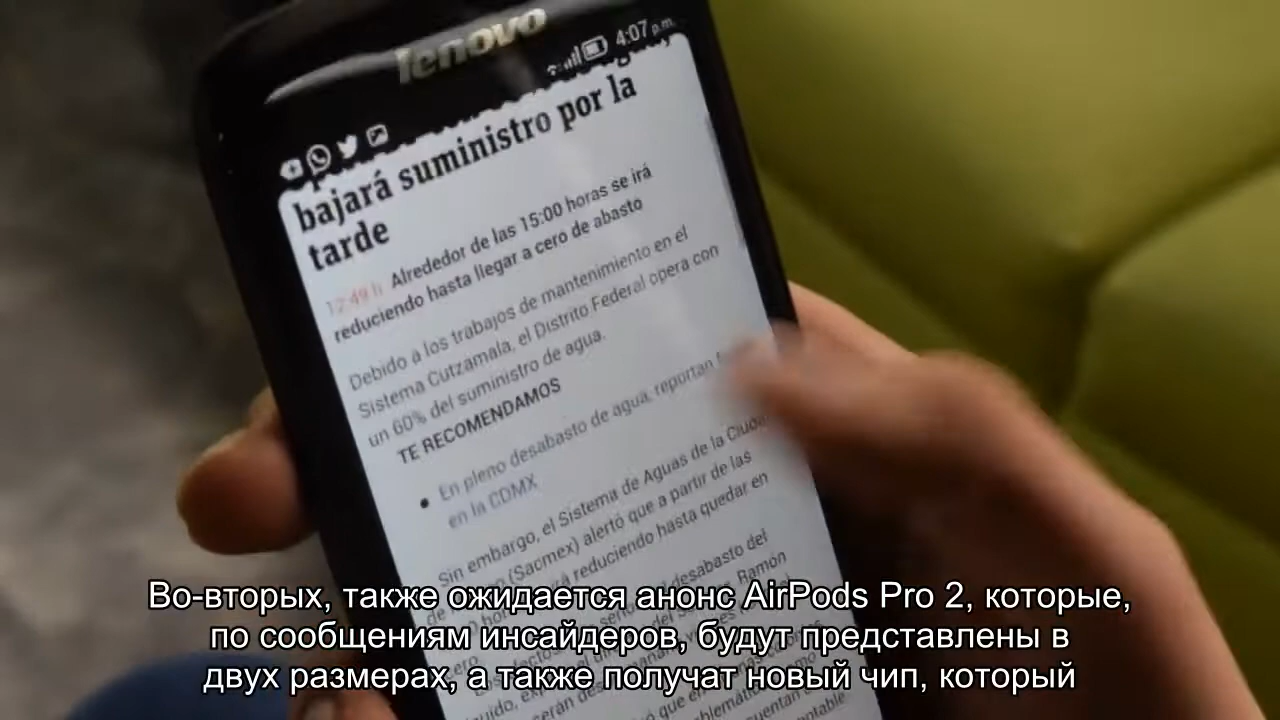 lenovo
4:07 p.m.
bajará suministro por la
tarde
12:49 h Alrededor de las 15:00 horas se irá
reduciendo hasta llegar a cero de abasto
Debido a los trabajos de mantenimiento en el
Sistema Cutzamala, el Distrito Federal opera con
un 60% del suministro de agua.
TE RECOMENDAMOS
En pleno desabasto de agua, reportan
en la CDMX
Sin embargo, el Sistema de Aguas de la
(Sacmex) alertó que a partir de las
reduciendo hasta quedar en
desabasto del
Ramón
Во-вторых, также ожидается анонс AirPods Pro 2, которые,
по сообщениям инсайдеров, будут представлены в
двух размерах, а также получат новый чип, который